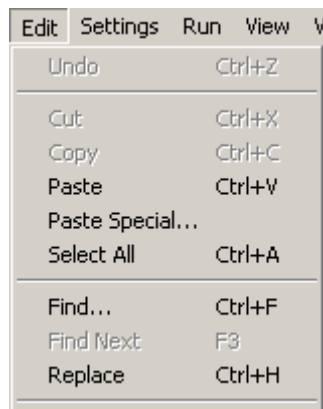 Edit Settings Run View
Undo Ctrl+Z
Cut Ctrl+X
Copy Ctrl+C
Paste Ctrl+V
Paste Special...
Select All Ctrl+A
Find... Ctrl+F
Find Next F3
Replace Ctrl+H